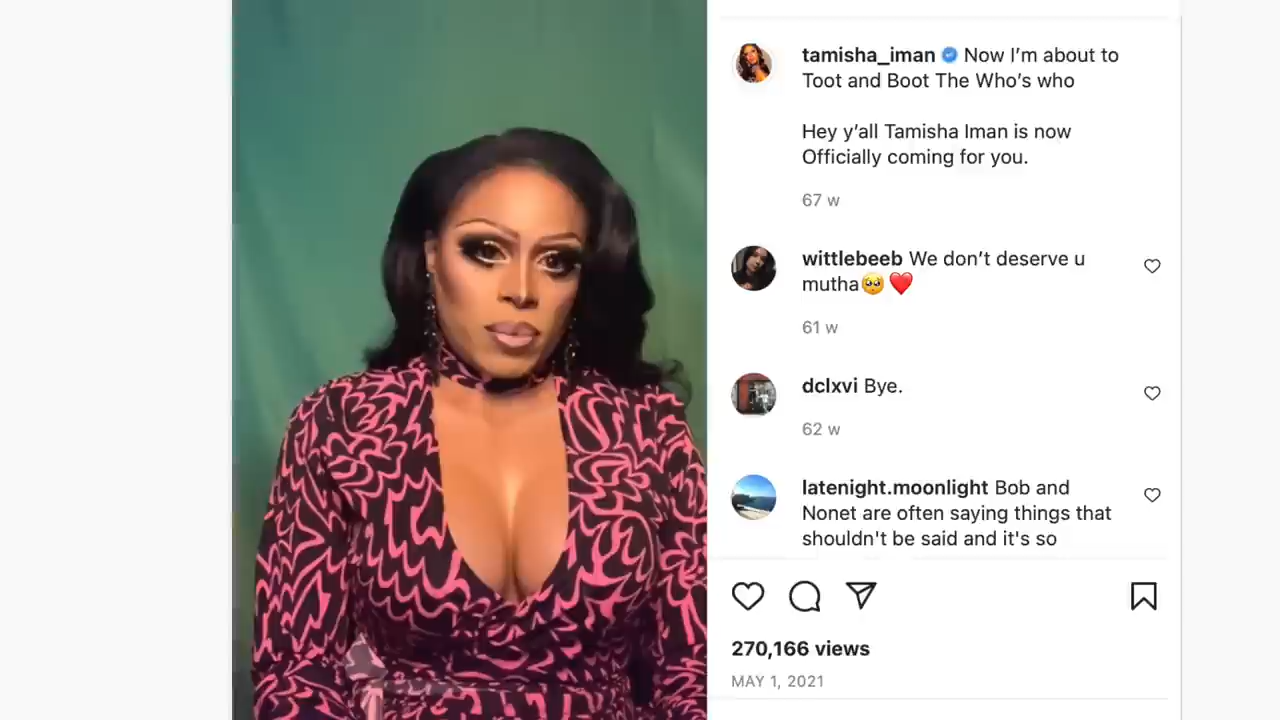 tamisha_iman Now I’m about to
Toot and Boot The Who’s who
Hey y’all Tamisha Iman is now
Officially coming for you.
67 w
wittlebeeb We don’t deserve u
mutha🥺❤️
61 w
dclxvi Bye.
62 w
latenight.moonlight Bob and
Nonet are often saying things that
shouldn't be said and it's so
270,166 views
MAY 1, 2021